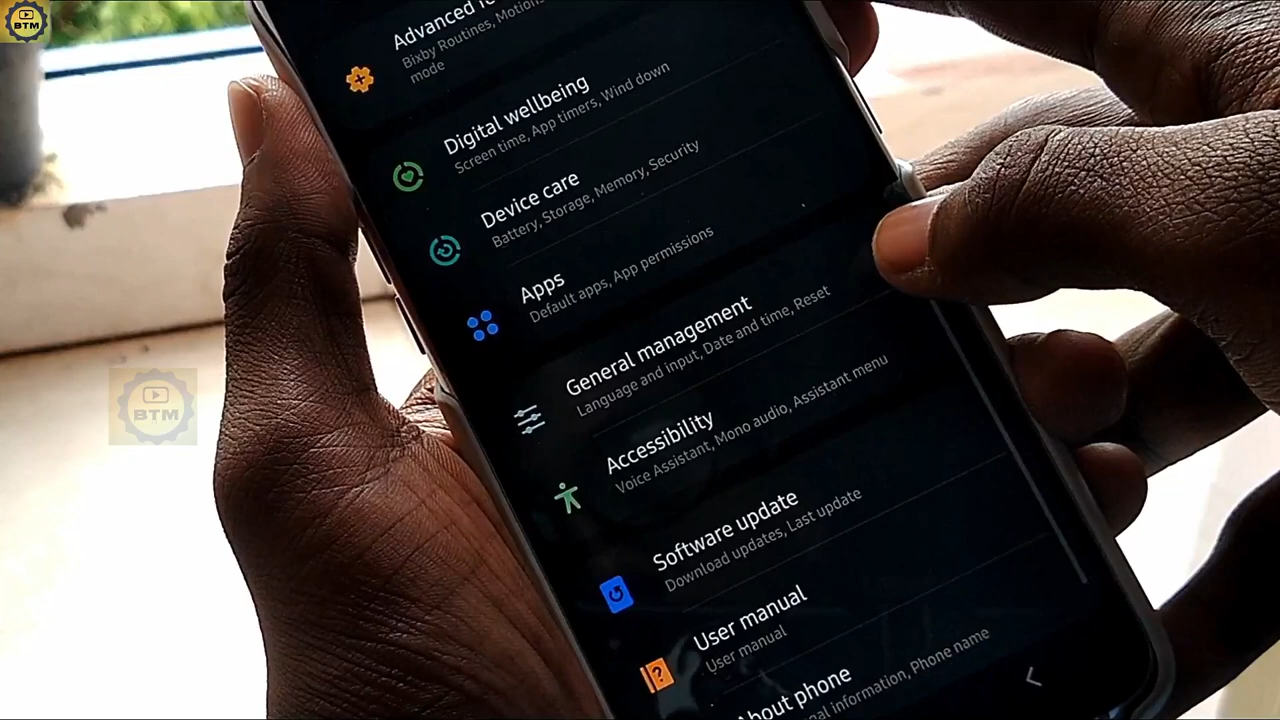 BTM
Advanced
Bixby Routines, Motion
mode
Digital wellbeing
Screen time, App timers, Wind down
Device care
Battery, Storage, Memory, Security
Apps
Default apps, App permissions
General management
Language and input, Date and time, Reset
BTM
Accessibility
Voice Assistant, Mono audio, Assistant menu
Software update
Download updates, Last update
User manual
User manual
About phone
information, Phone name